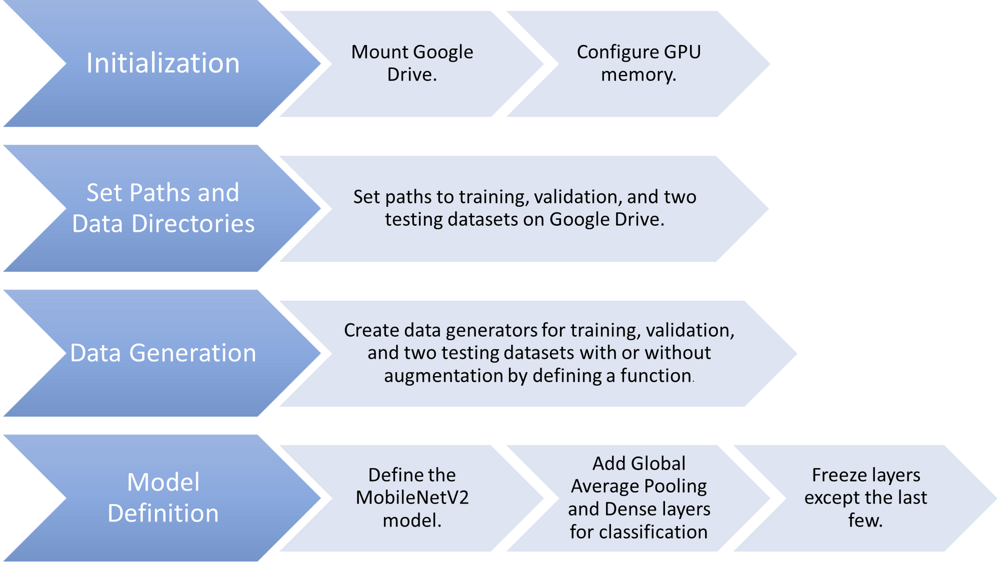 Initialization
Mount Google
Drive.
Configure GPU
memory.
Set Paths and
Data Directories
Set paths to training, validation, and two
testing datasets on Google Drive.
Data Generation
Create data generators for training, validation,
and two testing datasets with or without
augmentation by defining a function.
Model
Definition
Define the
MobileNetV2
model.
Add Global
Average Pooling
and Dense layers
for classification
Freeze layers
except the last
few.